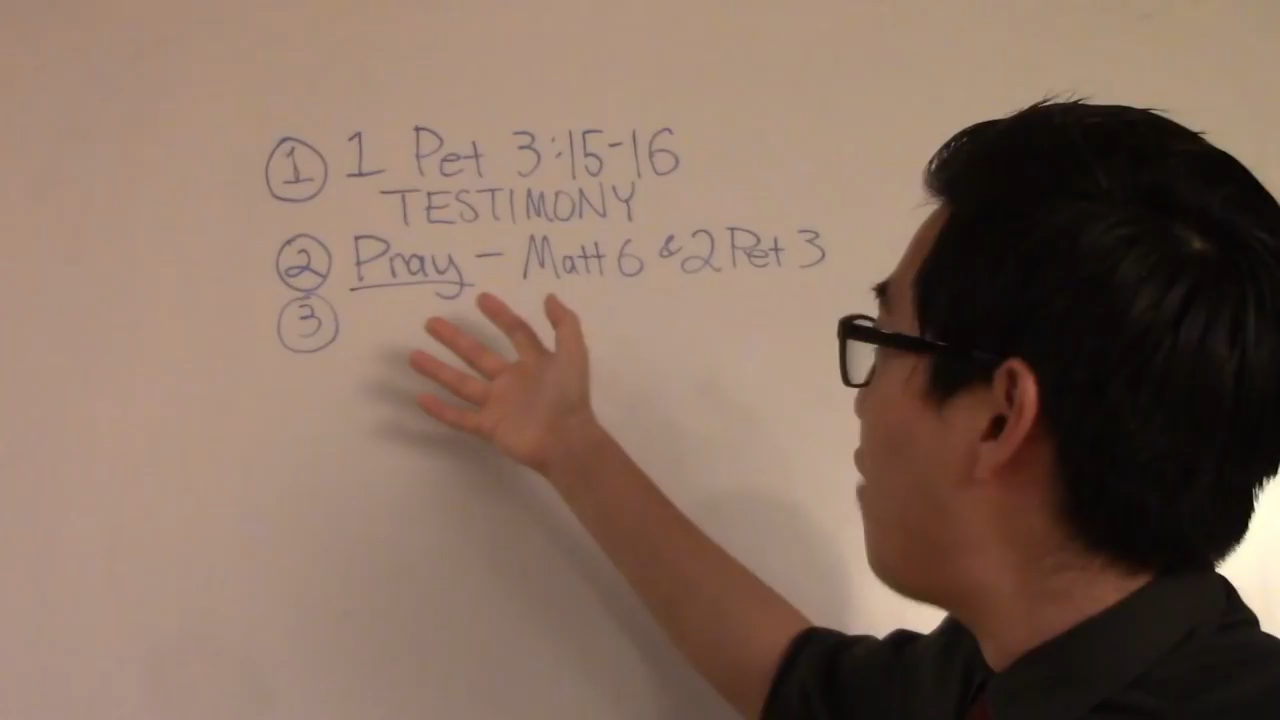 ① 1 Pet 3:15-16
TESTIMONY
② Pray - Matt 6 & 2 Pet 3
③